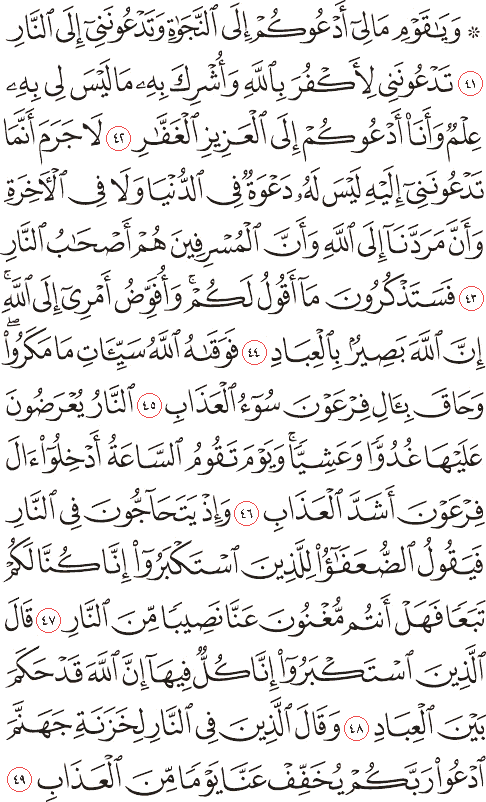 ۞ وَيَٰقَوْمِ مَالِىٓ أَدْعُوكُمْ إِلَى ٱلنَّجَوٰةِ وَتَدْعُونَنِىٓ إِلَى ٱلنَّارِ
٤١ تَدْعُونَنِى لِأَكْفُرَ بِٱللَّهِ وَأُشْرِكَ بِهِۦ مَا لَيْسَ لِى بِهِۦ
عِلْمٌ وَأَنَا۠ أَدْعُوكُمْ إِلَى ٱلْعَزِيزِ ٱلْغَفَّٰرِ ٤٢ لَا جَرَمَ أَنَّمَا
تَدْعُونَنِىٓ إِلَيْهِ لَيْسَ لَهُۥ دَعْوَةٌ فِى ٱلدُّنْيَا وَلَا فِى ٱلْأَخِرَةِ
وَأَنَّ مَرَدَّنَآ إِلَى ٱللَّهِ وَأَنَّ ٱلْمُسْرِفِينَ هُمْ أَصْحَٰبُ ٱلنَّارِ
٤٣ فَسَتَذْكُرُونَ مَآ أَقُولُ لَكُمْ ۚ وَأُفَوِّضُ أَمْرِىٓ إِلَى ٱللَّهِ ۚ
إِنَّ ٱللَّهَ بَصِيرٌۢ بِٱلْعِبَادِ ٤٤ فَوَقَىٰهُ ٱللَّهُ سَيِّـَٔاتِ مَا مَكَرُوا۟ ۖ
وَحَاقَ بِـَٔالِ فِرْعَوْنَ سُوٓءُ ٱلْعَذَابِ ٤٥ ٱلنَّارُ يُعْرَضُونَ
عَلَيْهَا غُدُوًّا وَعَشِيًّا ۚ وَيَوْمَ تَقُومُ ٱلسَّاعَةُ أَدْخِلُوٓا۟ ءَالَ
فِرْعَوْنَ أَشَدَّ ٱلْعَذَابِ ٤٦ وَإِذْ يَتَحَآجُّونَ فِى ٱلنَّارِ
فَيَقُولُ ٱلضُّعَفَٰٓؤُا۟ لِلَّذِينَ ٱسْتَكْبَرُوٓا۟ إِنَّا كُنَّا لَكُمْ
تَبَعًا فَهَلْ أَنتُم مُّغْنُونَ عَنَّا نَصِيبًا مِّنَ ٱلنَّارِ ٤٧ قَالَ
ٱلَّذِينَ ٱسْتَكْبَرُوٓا۟ إِنَّا كُلٌّ فِيهَآ إِنَّ ٱللَّهَ قَدْ حَكَمَ
بَيْنَ ٱلْعِبَادِ ٤٨ وَقَالَ ٱلَّذِينَ فِى ٱلنَّارِ لِخَزَنَةِ جَهَنَّمَ
ٱدْعُوا۟ رَبَّكُمْ يُخَفِّفْ عَنَّا يَوْمًا مِّنَ ٱلْعَذَابِ ٤٩